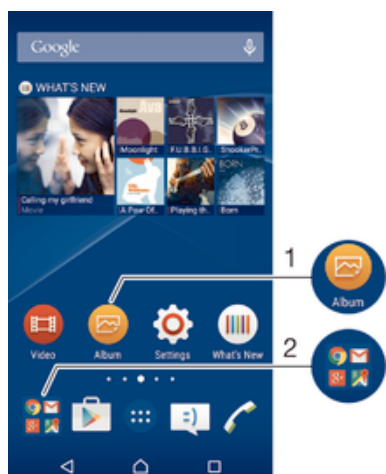 Google
WHAT'S NEW
Moonlight
F.U.B.B.I.G.
SnookerPr..
Calling my girlfriend
Movie
A Pair Of..
Playing th..
Born
1
Album
Video
Album
Settings
What's New
2